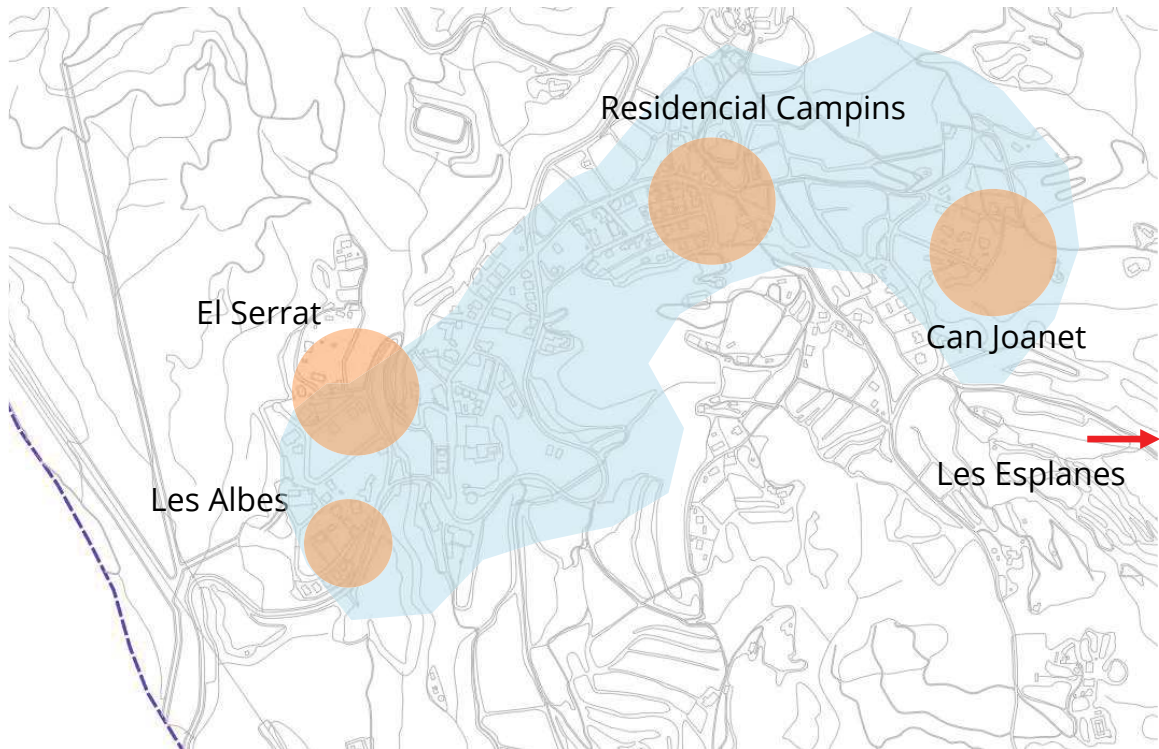 Residencial Campins
El Serrat
Can Joanet
Les Esplanes
Les Albes